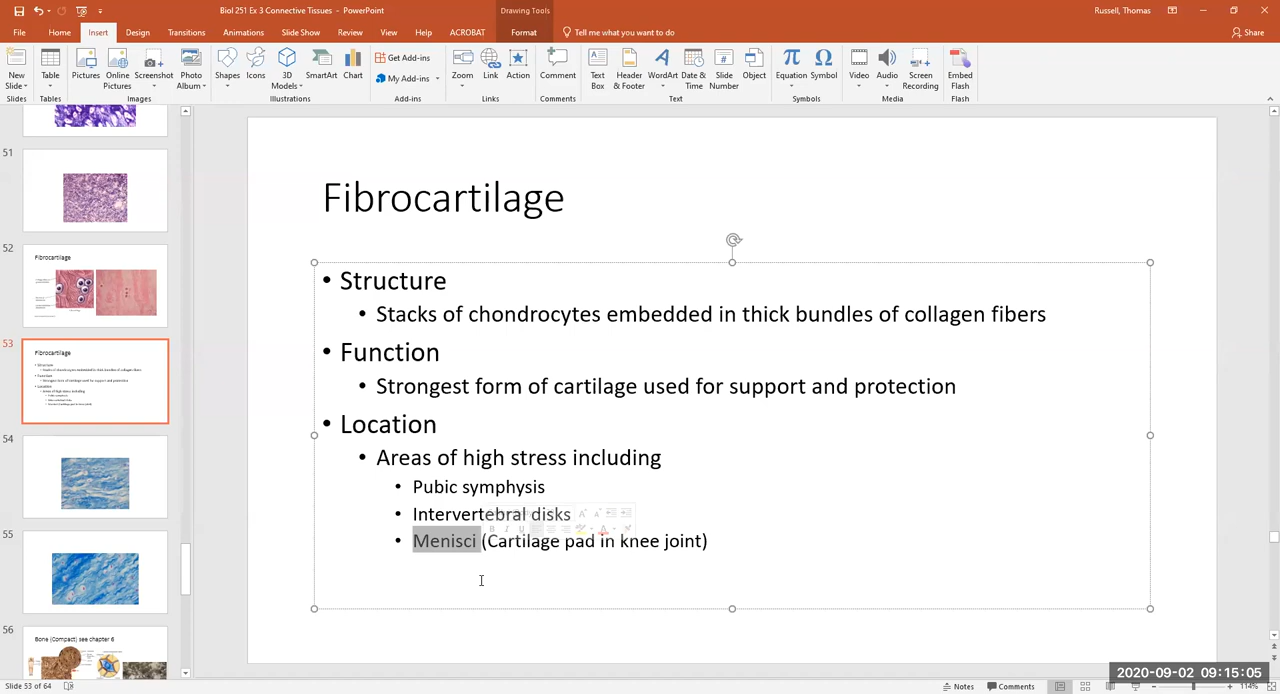 Biol 251 Ex 3 Connective Tissues - PowerPoint
Drawing Tools
Russell, Thomas
File Home Insert Design Transitions Animations Slide Show Review View Help ACROBAT Format Tell me what you want to do Share
New Slide
Table
Pictures
Online Pictures
Screenshot
Photo Album
Shapes
Icons
3D Models
SmartArt
Chart
Get Add-ins
My Add-ins
Zoom
Link
Action
Comment
Text Box
Header & Footer
WordArt
Date & Time
Slide Number
Object
Equation
Symbol
Video
Audio
Screen Recording
Embed Flash
Slides Tables Images Illustrations Add-ins Links Comments Text Symbols Media Flash
51
52
Fibrocartilage
53
Fibrocartilage
54
55
56
Bone (Compact) see chapter 6
Fibrocartilage
• Structure
• Stacks of chondrocytes embedded in thick bundles of collagen fibers
• Function
• Strongest form of cartilage used for support and protection
• Location
• Areas of high stress including
• Pubic symphysis
• Intervertebral disks
• Menisci (Cartilage pad in knee joint)
2020-09-02 09:15:05
Slide 53 of 64
Notes
Comments
114%